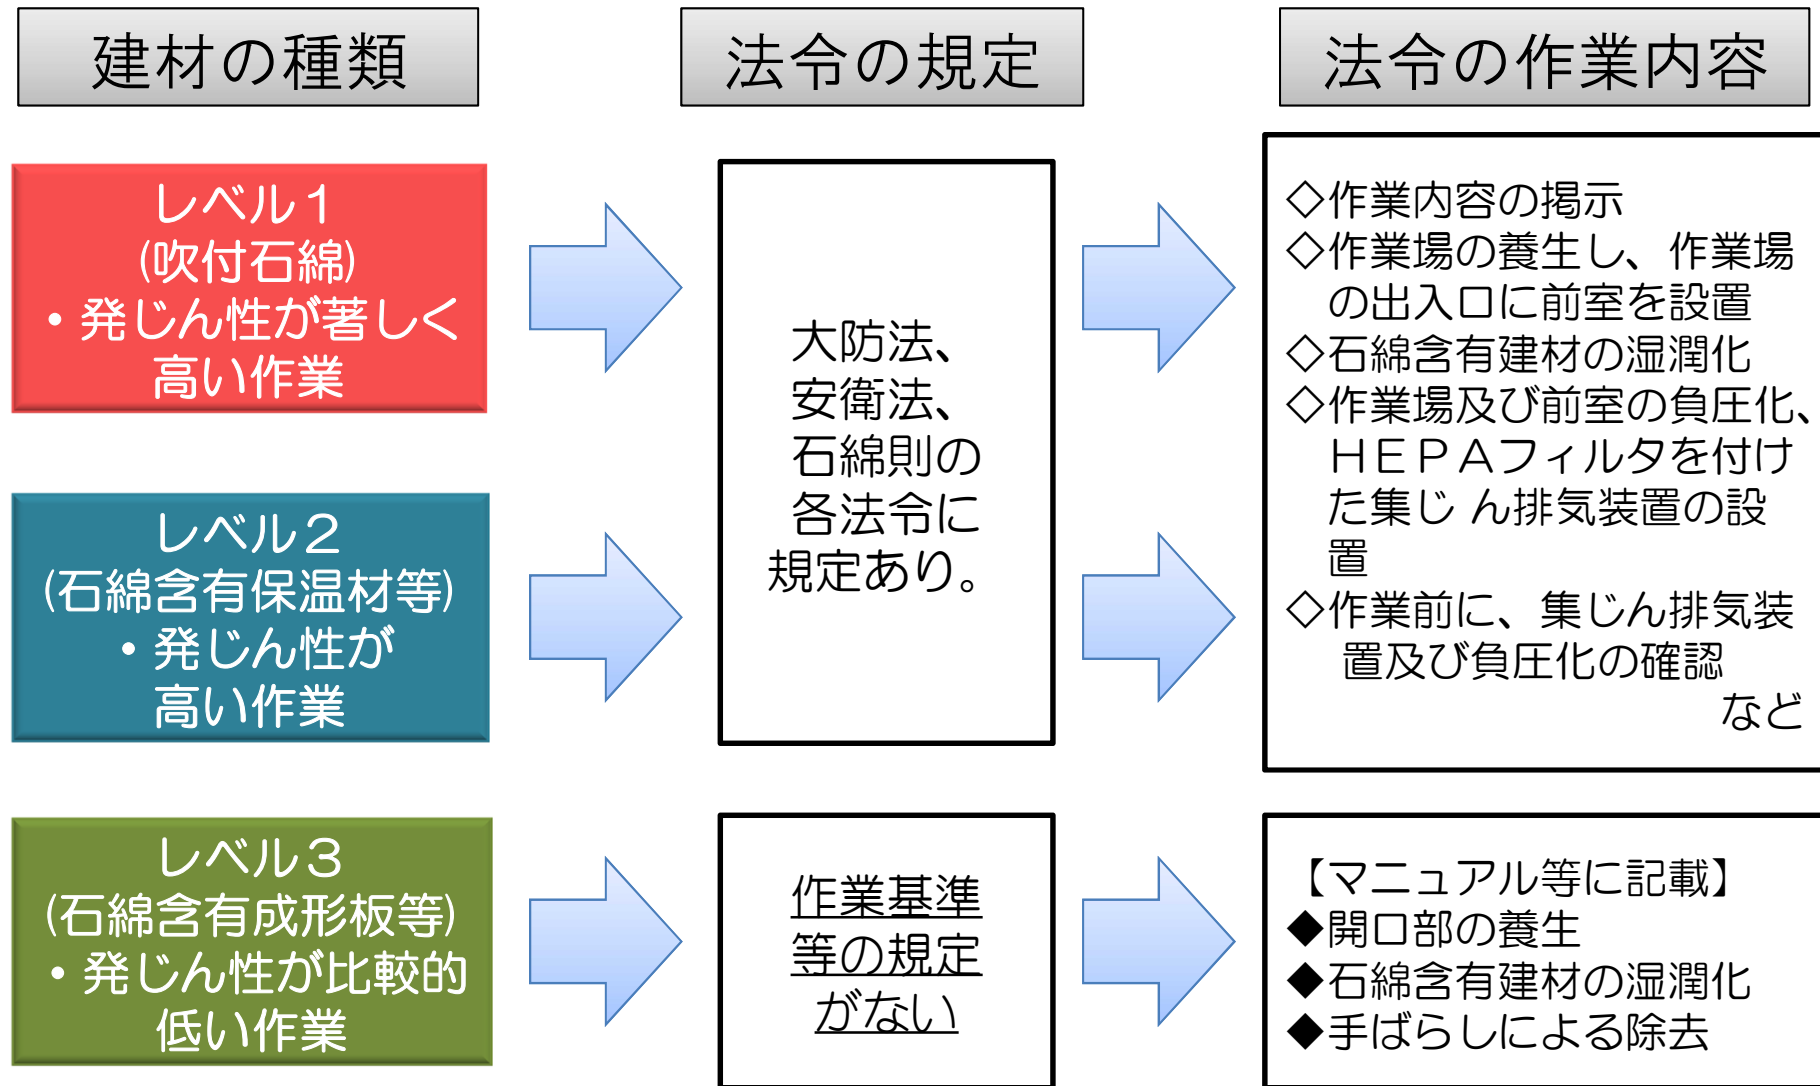 建材の種類
法令の規定
法令の作業内容
レベル１
(吹付石綿)
・発じん性が著しく
高い作業
レベル２
(石綿含有保温材等)
・発じん性が
高い作業
大防法、
安衛法、
石綿則の
各法令に
規定あり。
◇作業内容の掲示
◇作業場の養生し、作業場
の出入口に前室を設置
◇石綿含有建材の湿潤化
◇作業場及び前室の負圧化、
ＨＥＰＡフィルタを付け
た集じ ん排気装置の設
置
◇作業前に、集じん排気装
置及び負圧化の確認
など
レベル３
(石綿含有成形板等)
・発じん性が比較的
低い作業
作業基準
等の規定
がない
【マニュアル等に記載】
◆開口部の養生
◆石綿含有建材の湿潤化
◆手ばらしによる除去